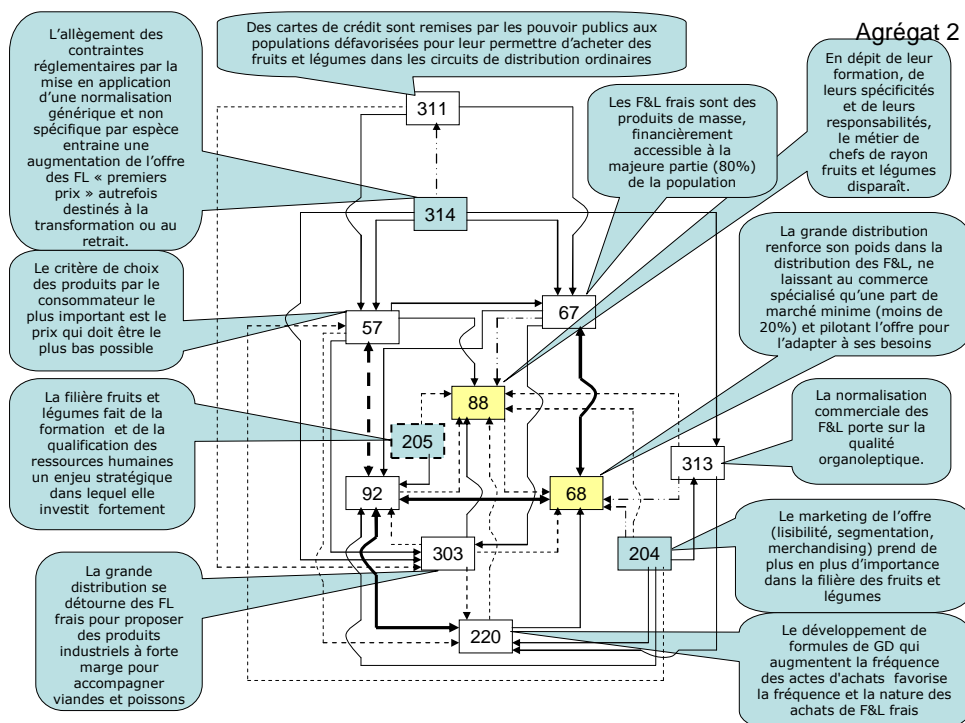 Agrégat 2
L'allègement des
contraintes
réglementaires par la
mise en application
d'une normalisation
générique et non
spécifique par espèce
entraine une
augmentation de l'offre
des FL « premiers
prix » autrefois
destinés à la
transformation ou au
retrait.
Des cartes de crédit sont remises par les pouvoir publics aux
populations défavorisées pour leur permettre d'acheter des
fruits et légumes dans les circuits de distribution ordinaires
Les F&L frais sont des
produits de masse,
financièrement
accessible à la
majeure partie (80%)
de la population
En dépit de leur
formation, de
leurs spécificités
et de leurs
responsabilités,
le métier de
chefs de rayon
fruits et légumes
disparaît.
311
314
La grande distribution
renforce son poids dans la
distribution des F&L, ne
laissant au commerce
spécialisé qu'une part de
marché minime (moins de
20%) et pilotant l'offre pour
l'adapter à ses besoins
Le critère de choix
des produits par le
consommateur le
plus important est le
prix qui doit être le
plus bas possible
57
67
88
La filière fruits et
légumes fait de la
formation et de la
qualification des
ressources humaines
un enjeu stratégique
dans lequel elle
investit fortement
205
La normalisation
commerciale des
F&L porte sur la
qualité
organoleptique.
313
92
68
303
204
Le marketing de l'offre
(lisibilité, segmentation,
merchandising) prend de
plus en plus d'importance
dans la filière des fruits et
légumes
La grande
distribution se
détourne des FL
frais pour proposer
des produits
industriels à forte
marge pour
accompagner
viandes et poissons
220
Le développement de
formules de GD qui
augmentent la fréquence
des actes d'achats favorise
la fréquence et la nature des
achats de F&L frais